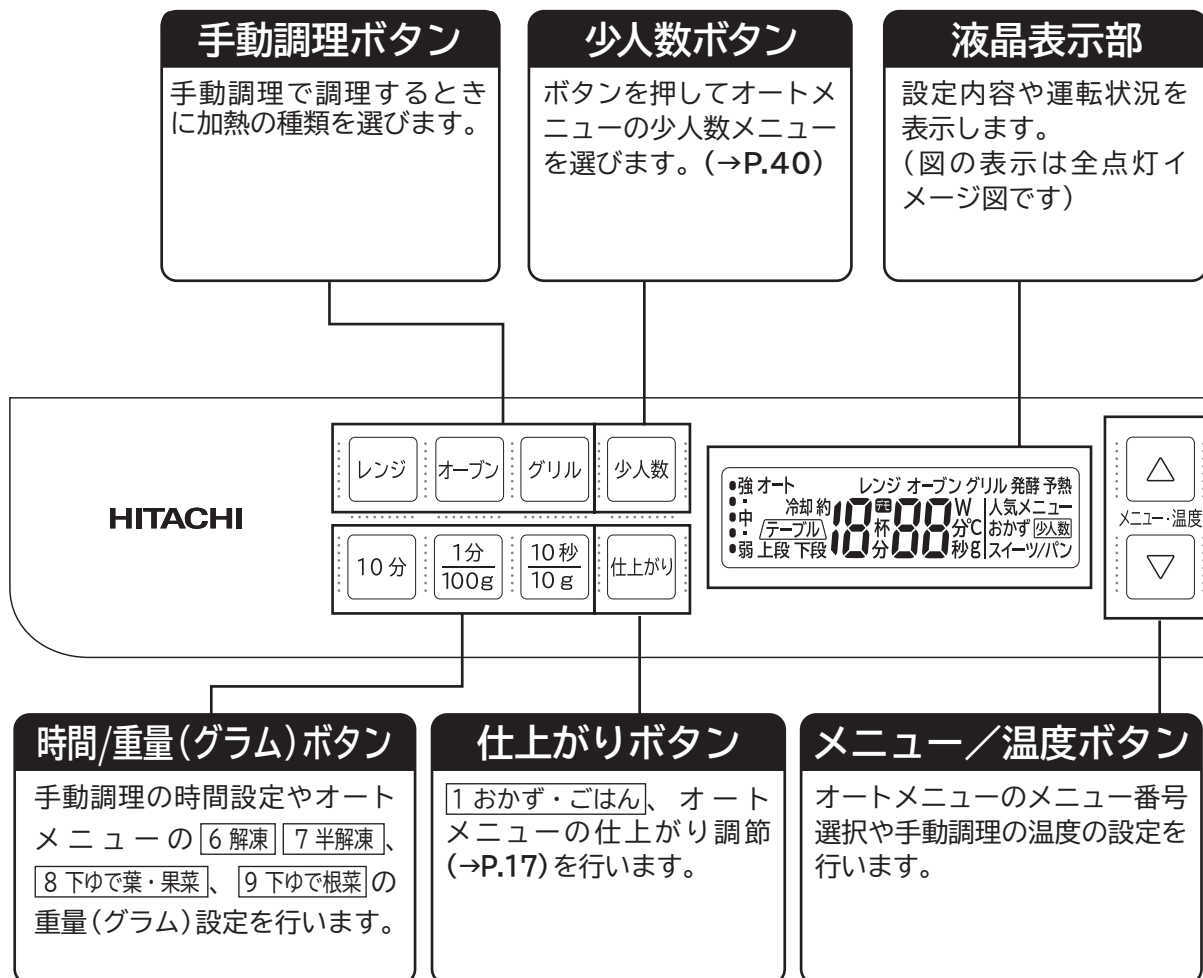 手動調理ボタン
手動調理で調理するとき
に加熱の種類を選びます。
少人数ボタン
ボタンを押してオートメ
ニューの少人数メニュー
を選びます。(→P.40)
液晶表示部
設定内容や運転状況を
表示します。
(図の表示は全点灯イ
メージ図です)
HITACHI
レンジ
オーブン
グリル
少人数
10分
1分
100g
10秒
10g
仕上がり
強 オート レンジ オーブン グリル 発酵 予熱
中 冷却 約 18 杯 88 W 人気メニュー
テーブル 分℃ おかず 少人数
弱 上段 下段 分 秒g スイーツ/パン
△
メニュー・温度
▽
時間/重量(グラム)ボタン
手動調理の時間設定やオート
メニューの 6 解凍 7 半解凍、
8 下ゆで葉・果菜、 9 下ゆで根菜 の
重量(グラム)設定を行います。
仕上がりボタン
1 おかず・ごはん、オート
メニューの仕上がり調節
(→P.17)を行います。
メニュー/温度ボタン
オートメニューのメニュー番号
選択や手動調理の温度の設定を
行います。